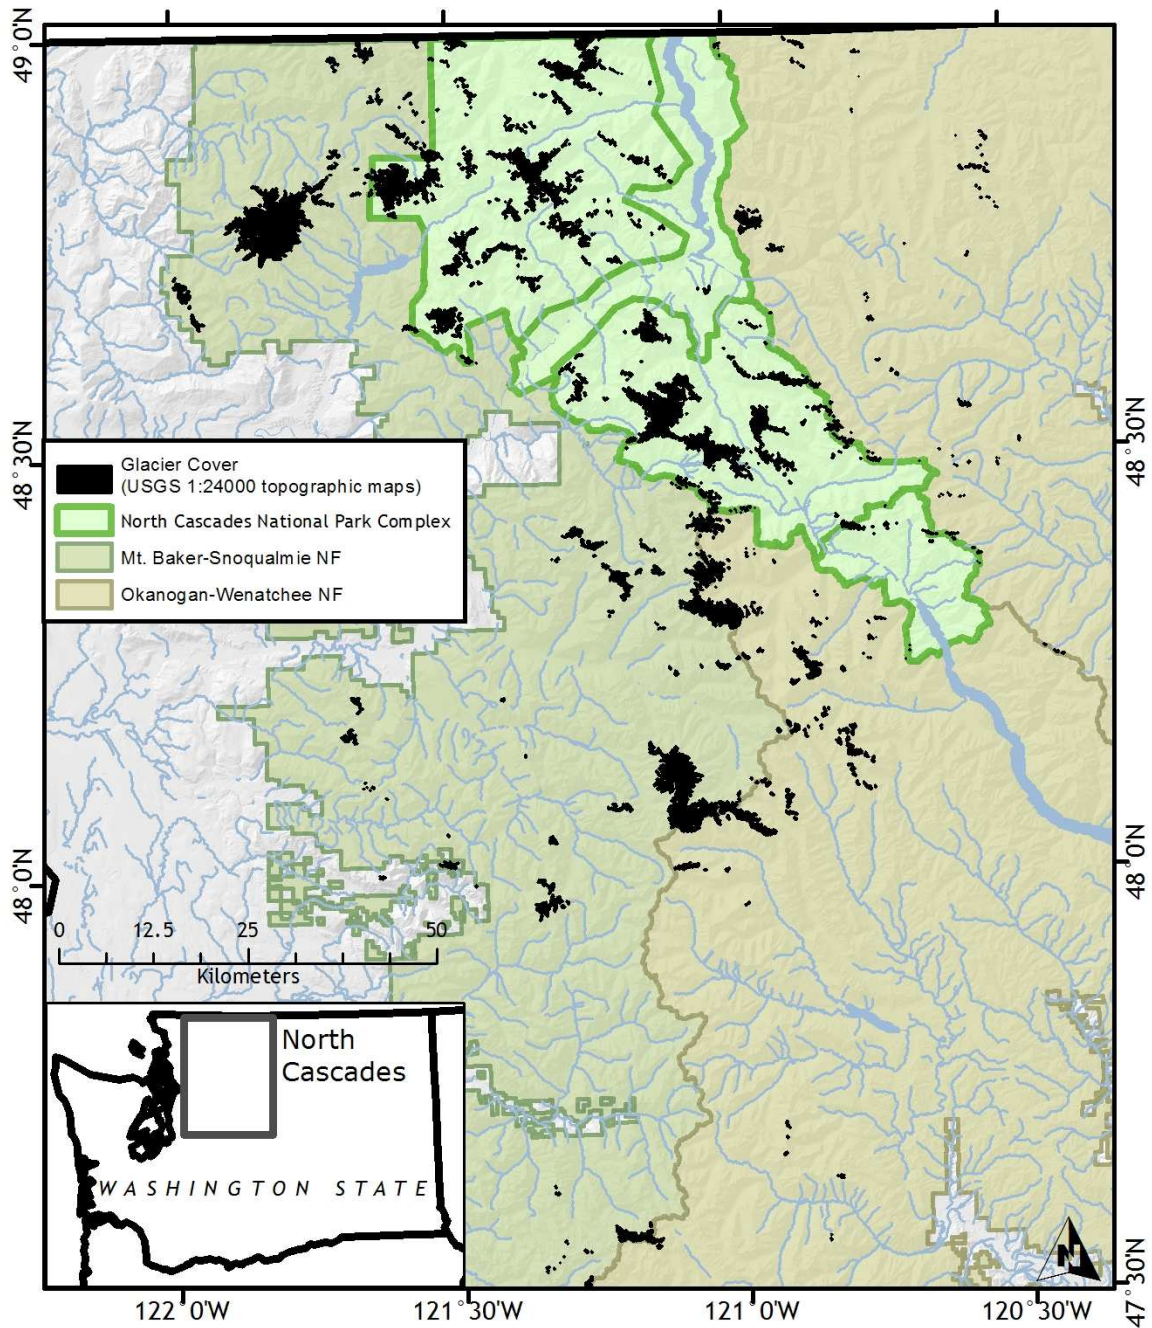 49°0'N
48°30'N
48°0'N
30'N
48°0'N
47°30'N
Glacier Cover
(USGS 1:24000 topographic maps)
North Cascades National Park Complex
Mt. Baker-Snoqualmie NF
Okanogan-Wenatchee NF
0 12.5 25 50
Kilometers
North
Cascades
WASHINGTON STATE
N
122°0'W 121°30'W 121°0'W 120°30'W